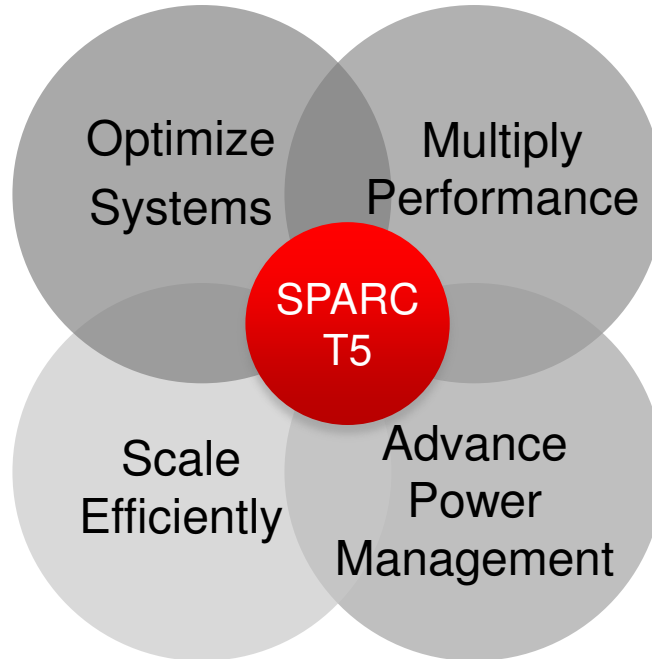 Optimize
Systems
Multiply
Performance
SPARC
T5
Scale
Efficiently
Advance
Power
Management